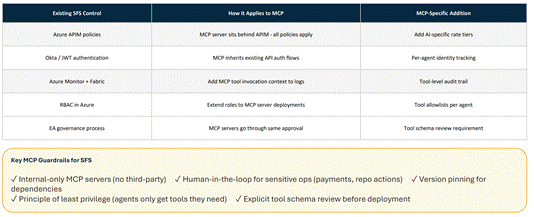 Existing SFS Control How It Applies to MCP MCP-Specific Addition
Azure APIM policies MCP server sits behind APIM - all policies apply Add AI-specific rate tiers
Okta / JWT authentication MCP inherits existing API auth flows Per-agent identity tracking
Azure Monitor + Fabric Add MCP tool invocation context to logs Tool-level audit trail
RBAC in Azure Extend roles to MCP server deployments Tool allowlists per agent
EA governance process MCP servers go through same approval Tool schema review requirement
Key MCP Guardrails for SFS
✓ Internal-only MCP servers (no third-party) ✓ Human-in-the-loop for sensitive ops (payments, repo actions) ✓ Version pinning for
dependencies
✓ Principle of least privilege (agents only get tools they need) ✓ Explicit tool schema review before deployment